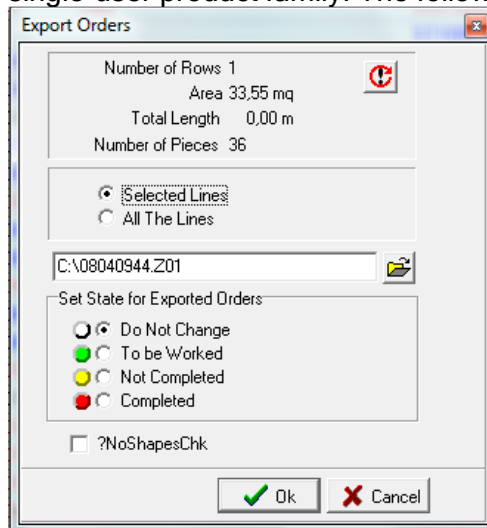 single-user product family. The follow
Export Orders
Number of Rows 1
Area 33,55 mq
Total Length 0,00 m
Number of Pieces 36
Selected Lines
All The Lines
C:\08040944.Z01
Set State for Exported Orders
Do Not Change
To be Worked
Not Completed
Completed
?NoShapesChk
Ok Cancel